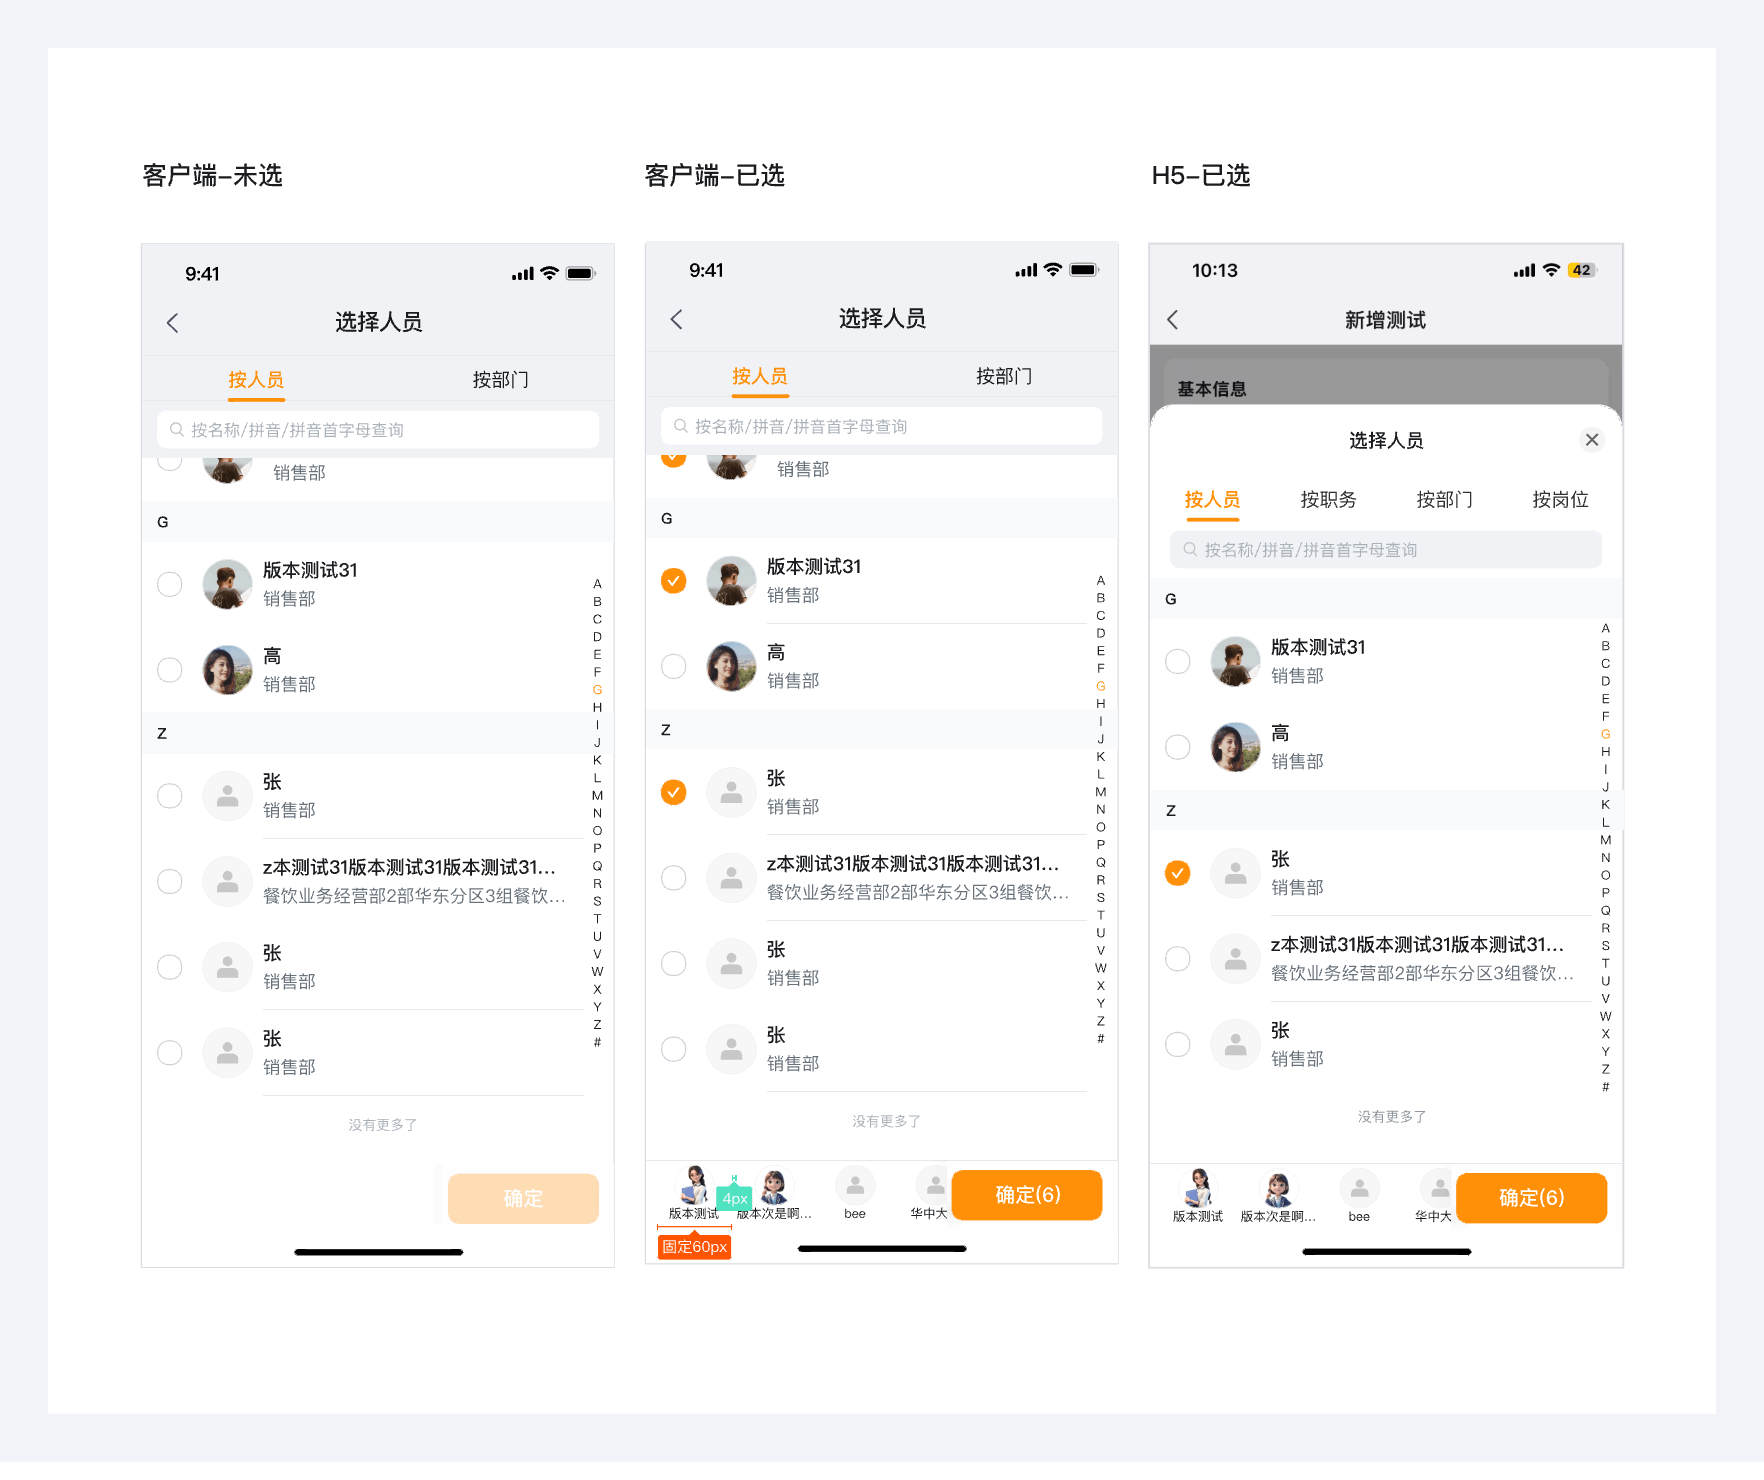 客户端–未选
9:41
选择人员
按人员
按部门
按名称/拼音/拼音首字母查询
销售部
G
版本测试31
销售部
高
销售部
Z
张
销售部
z本测试31版本测试31版本测试31...
餐饮业务经营部2部华东分区3组餐饮...
张
销售部
张
销售部
没有更多了
A
B
C
D
E
F
G
H
I
J
K
L
M
N
O
P
Q
R
S
T
U
V
W
X
Y
Z
#
确定
客户端–已选
9:41
选择人员
按人员
按部门
按名称/拼音/拼音首字母查询
销售部
G
版本测试31
销售部
高
销售部
Z
张
销售部
z本测试31版本测试31版本测试31...
餐饮业务经营部2部华东分区3组餐饮...
张
销售部
张
销售部
没有更多了
A
B
C
D
E
F
G
H
I
J
K
L
M
N
O
P
Q
R
S
T
U
V
W
X
Y
Z
#
4px
版本测试
版本次是啊...
bee
华中大
确定(6)
固定60px
H5–已选
10:13
42
新增测试
基本信息
选择人员
按人员
按职务
按部门
按岗位
按名称/拼音/拼音首字母查询
G
版本测试31
销售部
高
销售部
Z
张
销售部
z本测试31版本测试31版本测试31...
餐饮业务经营部2部华东分区3组餐饮...
张
销售部
没有更多了
A
B
C
D
E
F
G
H
I
J
K
L
M
N
O
P
Q
R
S
T
U
V
W
X
Y
Z
#
版本测试
版本次是啊...
bee
华中大
确定(6)